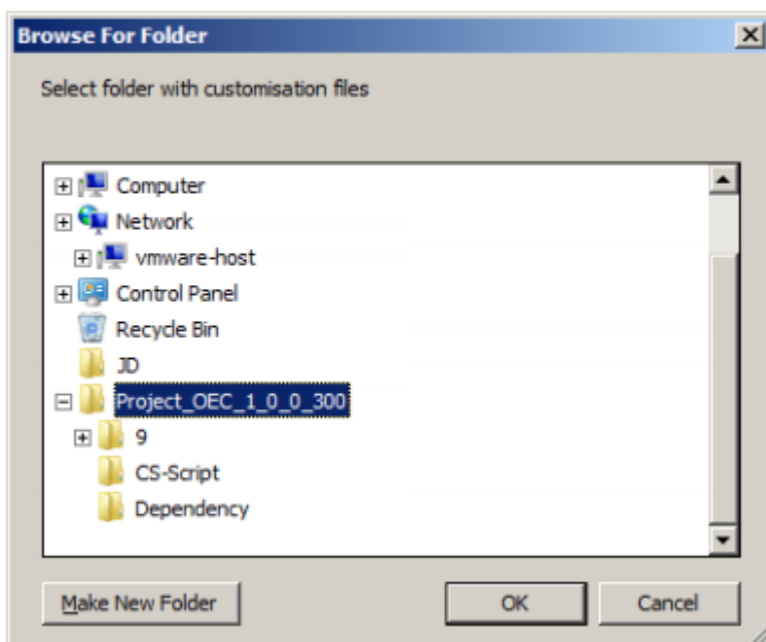 Browse For Folder
Select folder with customisation files
Computer
Network
vmware-host
Control Panel
Recycle Bin
JD
Project_OEC_1_0_0_300
9
CS-Script
Dependency
Make New Folder OK Cancel